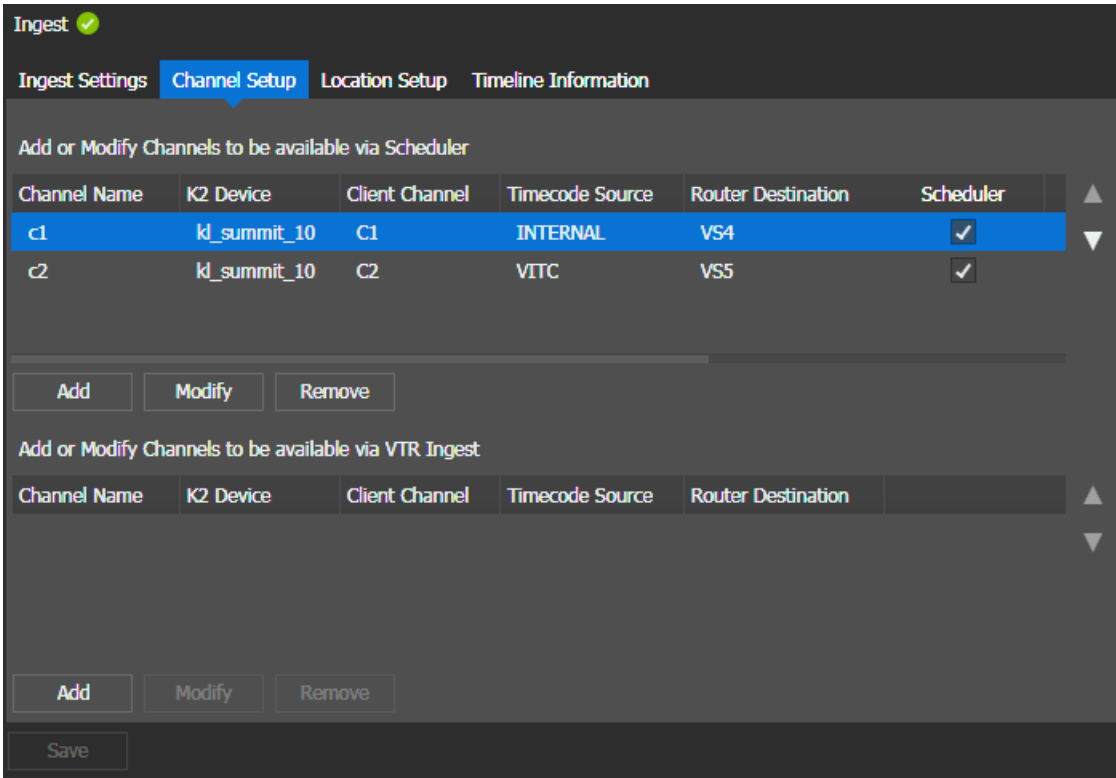 Ingest
Ingest Settings Channel Setup Location Setup Timeline Information
Add or Modify Channels to be available via Scheduler
Channel Name K2 Device Client Channel Timecode Source Router Destination Scheduler
c1 kl_summit_10 C1 INTERNAL VS4
c2 kl_summit_10 C2 VITC VS5
Add Modify Remove
Add or Modify Channels to be available via VTR Ingest
Channel Name K2 Device Client Channel Timecode Source Router Destination
Add Modify Remove
Save